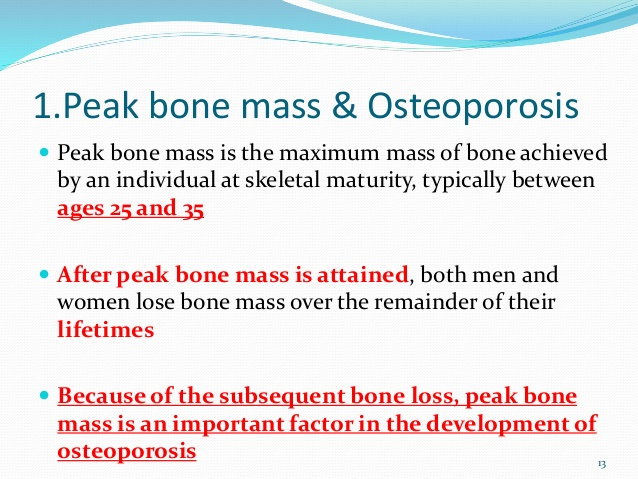 1.Peak bone mass & Osteoporosis
Peak bone mass is the maximum mass of bone achieved
by an individual at skeletal maturity, typically between
ages 25 and 35
After peak bone mass is attained, both men and
women lose bone mass over the remainder of their
lifetimes
Because of the subsequent bone loss, peak bone
mass is an important factor in the development of
osteoporosis
13